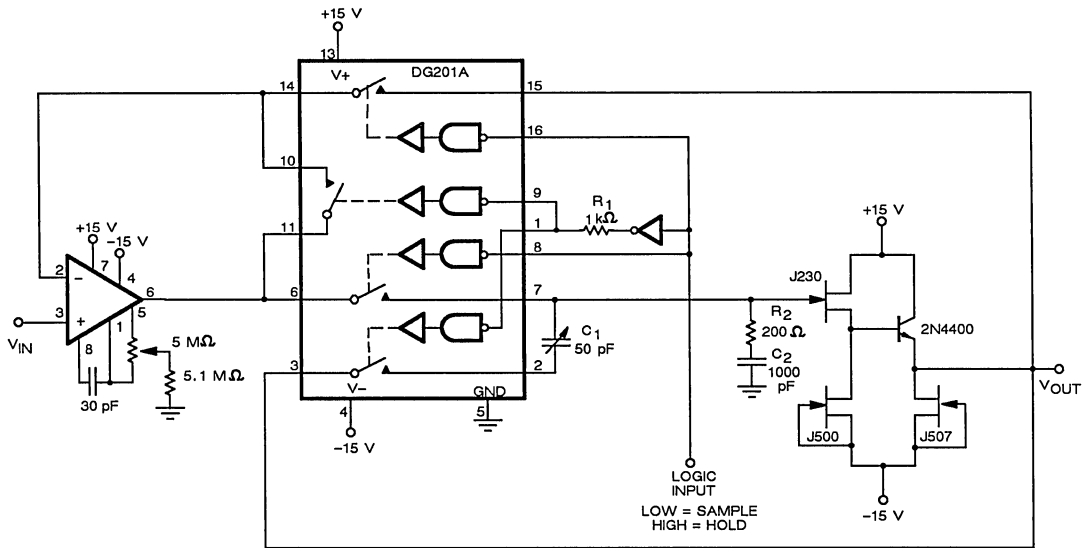 +15 V
13
V+
DG201A
14
15
16
10
9
R1
1 kΩ
1
11
8
+15 V
-15 V
7
4
2
-
6
6
7
3
+
5
1
VIN
8
5 MΩ
5.1 MΩ
30 pF
C1
50 pF
3
2
V-
GND
4
5
-15 V
+15 V
J230
R2
200 Ω
2N4400
C2
1000
pF
VOUT
J500
J507
-15 V
LOGIC
INPUT
LOW = SAMPLE
HIGH = HOLD